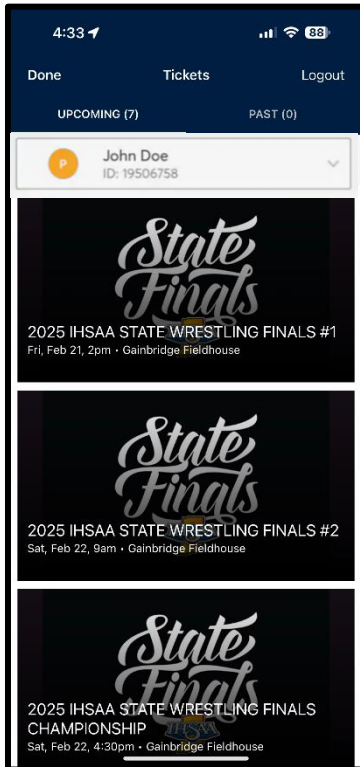 4:33
88
Done Tickets Logout
UPCOMING (7) PAST (0)
P
John Doe
ID: 19506758
State
Finals
2025 IHSAA STATE WRESTLING FINALS #1
Fri, Feb 21, 2pm • Gainbridge Fieldhouse
State
Finals
2025 IHSAA STATE WRESTLING FINALS #2
Sat, Feb 22, 9am • Gainbridge Fieldhouse
State
Finals
2025 IHSAA STATE WRESTLING FINALS
CHAMPIONSHIP
IHSAA
Sat, Feb 22, 4:30pm • Gainbridge Fieldhouse